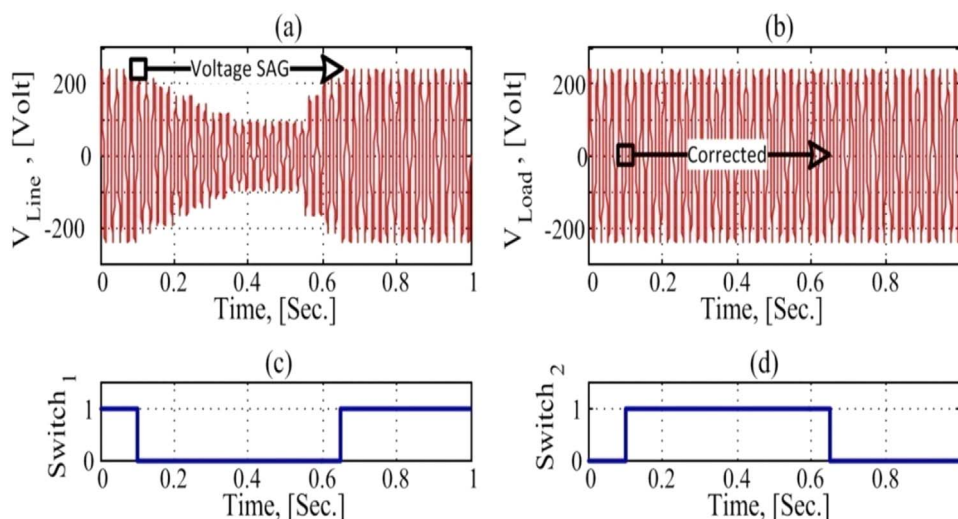 (a)
V Line , [Volt]
200
0
-200
Voltage SAG
0 0.2 0.4 0.6 0.8 1
Time, [Sec.]
(b)
V Load , [Volt]
200
0
-200
Corrected
0 0.2 0.4 0.6 0.8
Time, [Sec.]
(c)
Switch 1
1
0
0 0.2 0.4 0.6 0.8 1
Time, [Sec.]
(d)
Switch 2
1
0
0 0.2 0.4 0.6 0.8
Time, [Sec.]